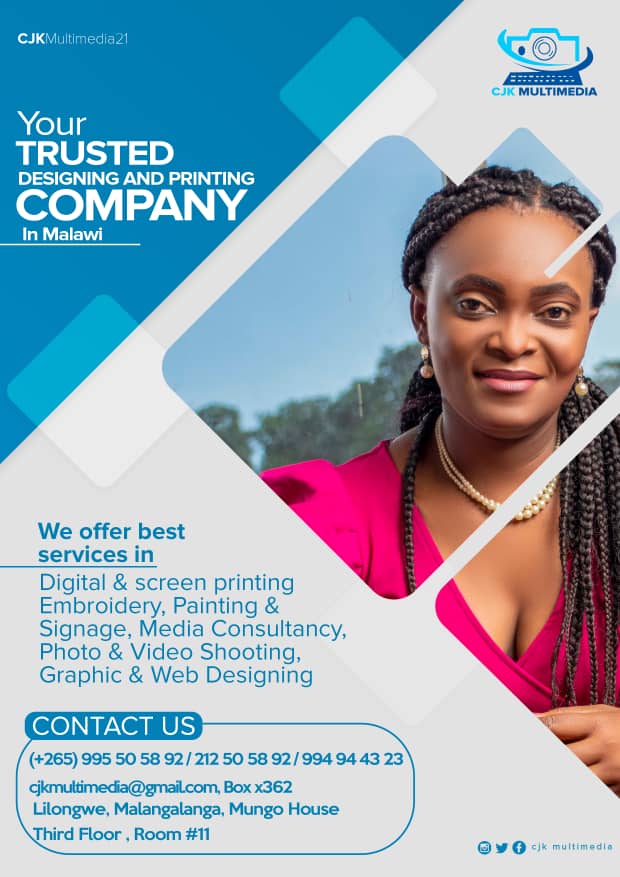 CJKMultimedia21
CJK MULTIMEDIA
Your
TRUSTED
DESIGNING AND PRINTING
COMPANY
In Malawi
We offer best
services in
Digital & screen printing
Embroidery, Painting &
Signage, Media Consultancy,
Photo & Video Shooting,
Graphic & Web Designing
CONTACT US
(+265) 995 50 58 92 / 212 50 58 92 / 994 94 43 23
cjkmultimedia@gmail.com, Box x362
Lilongwe, Malangalanga, Mungo House
Third Floor , Room #11
cjk multimedia